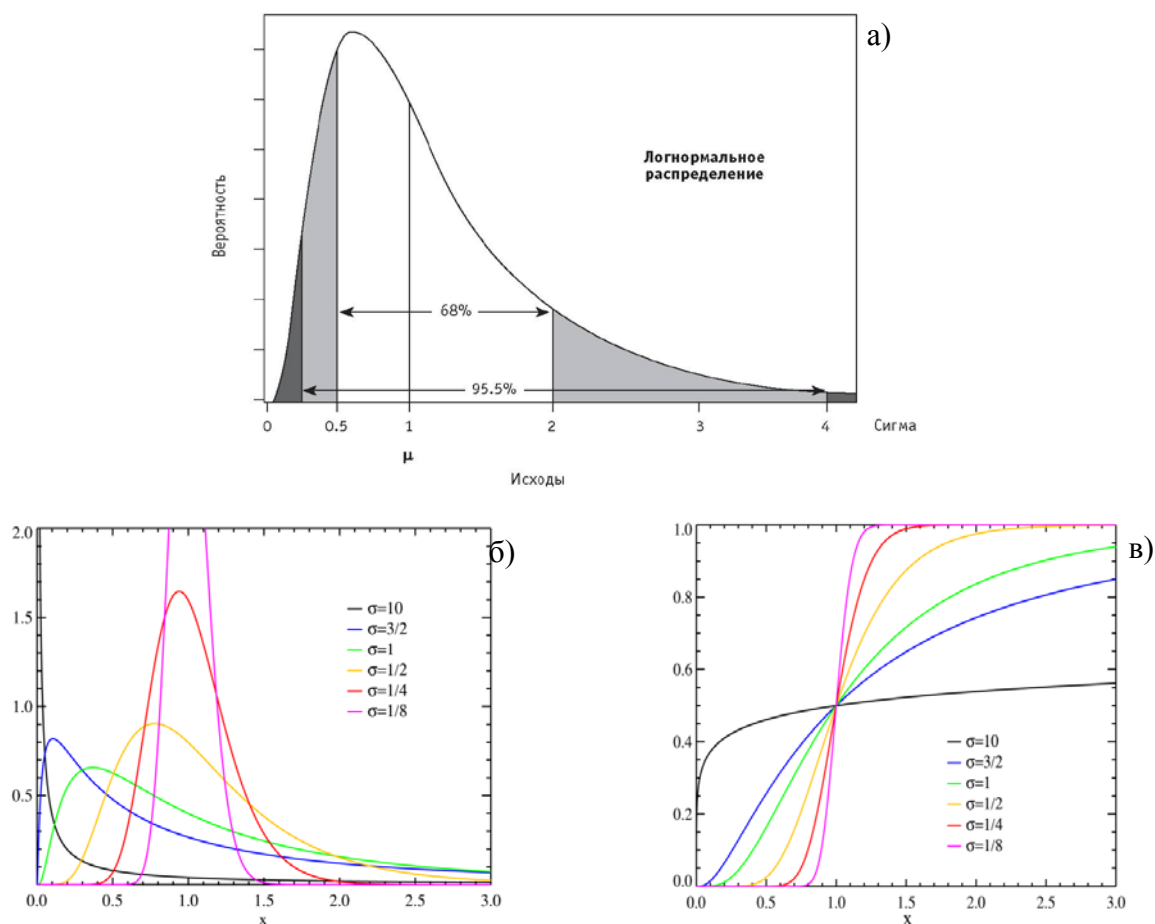 а)
Логнормальное
распределение
Вероятность
68%
95.5%
0 0.5 1 2 3 4 Сигма
μ
Исходы
б)
2.0
1.5
1.0
0.5
σ=10
σ=3/2
σ=1
σ=1/2
σ=1/4
σ=1/8
0.0 0.5 1.0 1.5 2.0 2.5 3.0
x
в)
1.0
0.8
0.6
0.4
0.2
0.0
σ=10
σ=3/2
σ=1
σ=1/2
σ=1/4
σ=1/8
0.0 0.5 1.0 1.5 2.0 2.5 3.0
x